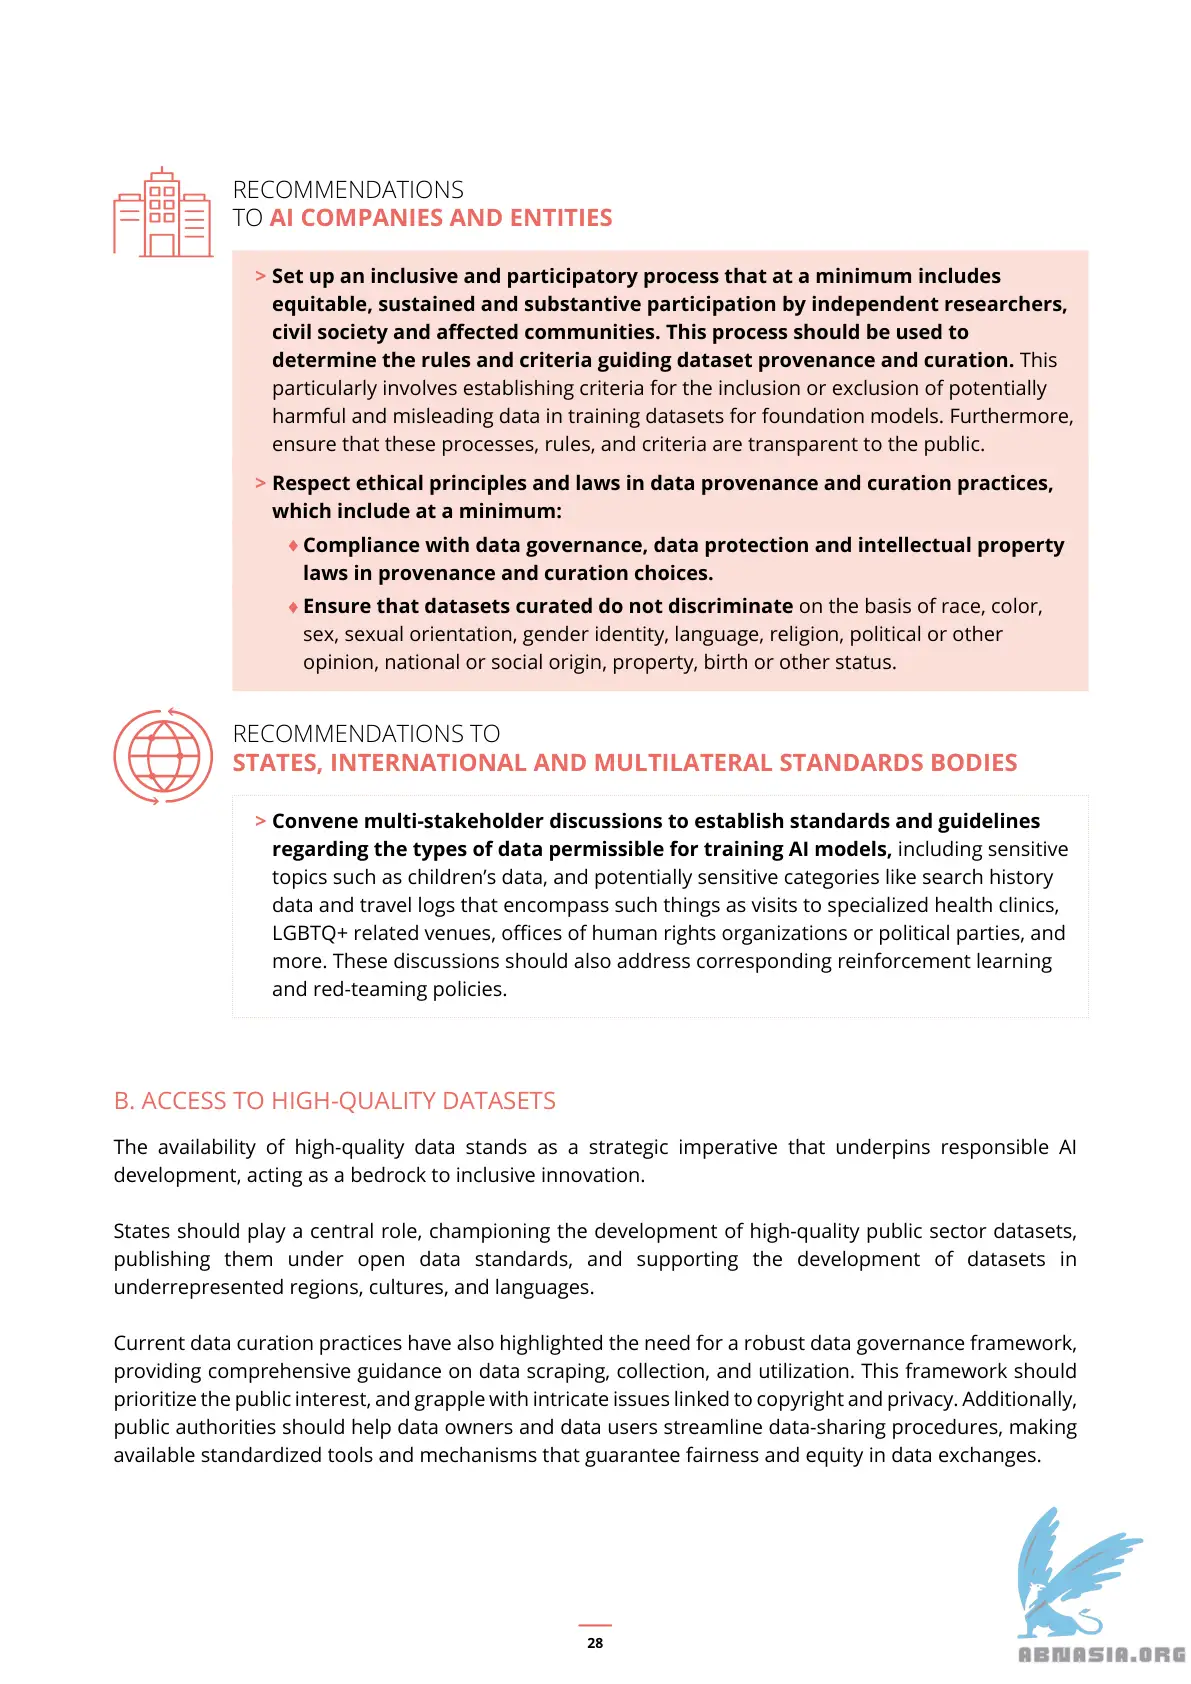 RECOMMENDATIONS
TO AI COMPANIES AND ENTITIES
> Set up an inclusive and participatory process that at a minimum includes
equitable, sustained and substantive participation by independent researchers,
civil society and affected communities. This process should be used to
determine the rules and criteria guiding dataset provenance and curation. This
particularly involves establishing criteria for the inclusion or exclusion of potentially
harmful and misleading data in training datasets for foundation models. Furthermore,
ensure that these processes, rules, and criteria are transparent to the public.
> Respect ethical principles and laws in data provenance and curation practices,
which include at a minimum:
♦ Compliance with data governance, data protection and intellectual property
laws in provenance and curation choices.
♦ Ensure that datasets curated do not discriminate on the basis of race, color,
sex, sexual orientation, gender identity, language, religion, political or other
opinion, national or social origin, property, birth or other status.
RECOMMENDATIONS TO
STATES, INTERNATIONAL AND MULTILATERAL STANDARDS BODIES
> Convene multi-stakeholder discussions to establish standards and guidelines
regarding the types of data permissible for training AI models, including sensitive
topics such as children’s data, and potentially sensitive categories like search history
data and travel logs that encompass such things as visits to specialized health clinics,
LGBTQ+ related venues, offices of human rights organizations or political parties, and
more. These discussions should also address corresponding reinforcement learning
and red-teaming policies.
B. ACCESS TO HIGH-QUALITY DATASETS
The availability of high-quality data stands as a strategic imperative that underpins responsible AI
development, acting as a bedrock to inclusive innovation.
States should play a central role, championing the development of high-quality public sector datasets,
publishing them under open data standards, and supporting the development of datasets in
underrepresented regions, cultures, and languages.
Current data curation practices have also highlighted the need for a robust data governance framework,
providing comprehensive guidance on data scraping, collection, and utilization. This framework should
prioritize the public interest, and grapple with intricate issues linked to copyright and privacy. Additionally,
public authorities should help data owners and data users streamline data-sharing procedures, making
available standardized tools and mechanisms that guarantee fairness and equity in data exchanges.
28
ABNASIA.ORG